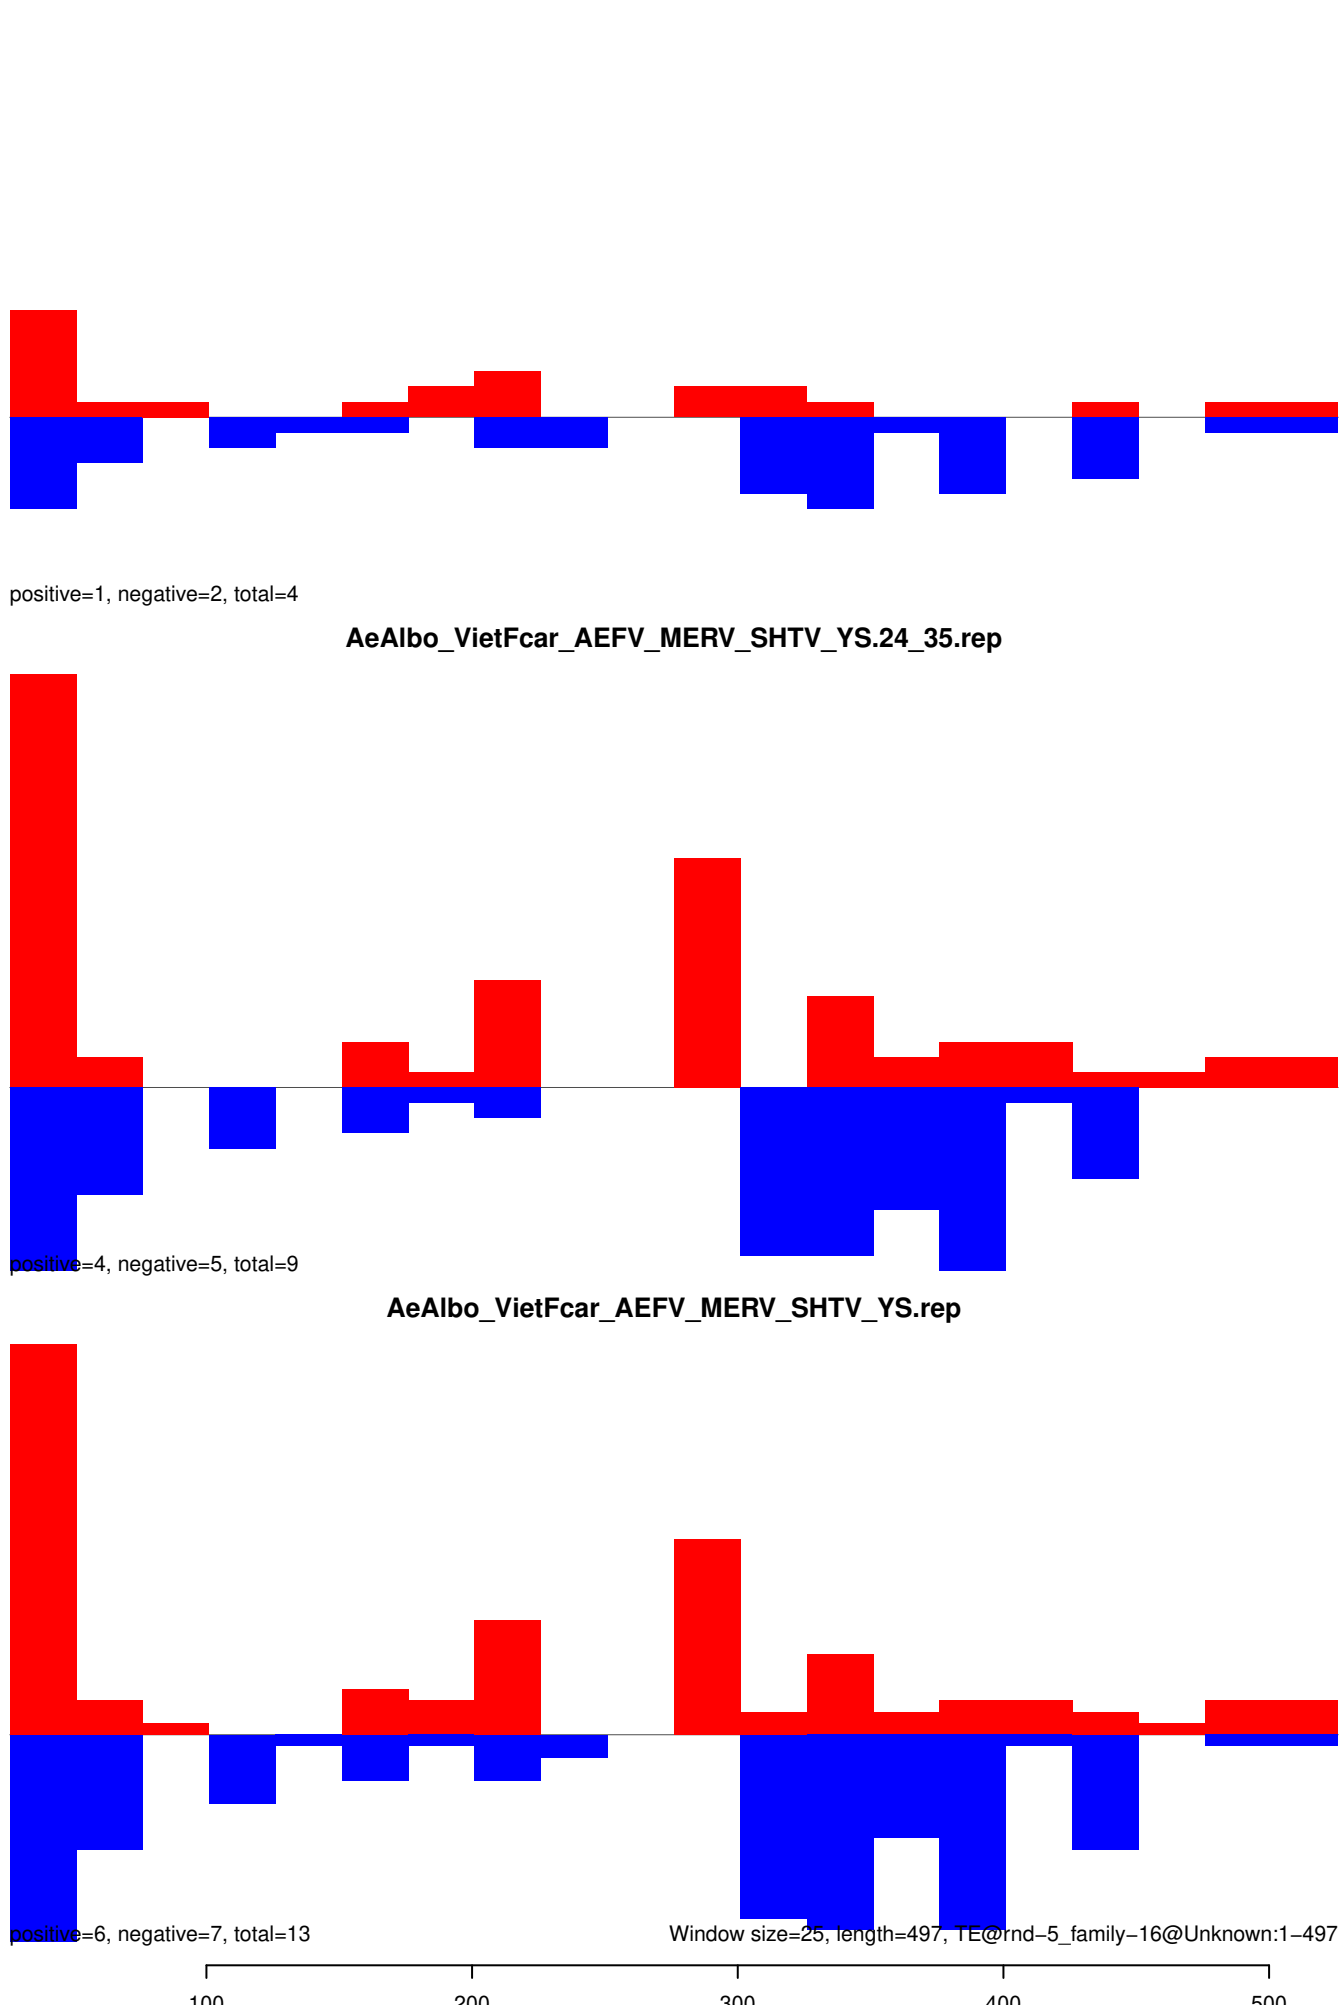 positive=1, negative=2, total=4
AeAlbo_VietFcar_AEFV_MERV_SHTV_YS.24_35.rep
positive=4, negative=5, total=9
AeAlbo_VietFcar_AEFV_MERV_SHTV_YS.rep
positive=6, negative=7, total=13
Window size=25, length=497, TE@rnd−5_family−16@Unknown:1−497
100 200 300 400 500